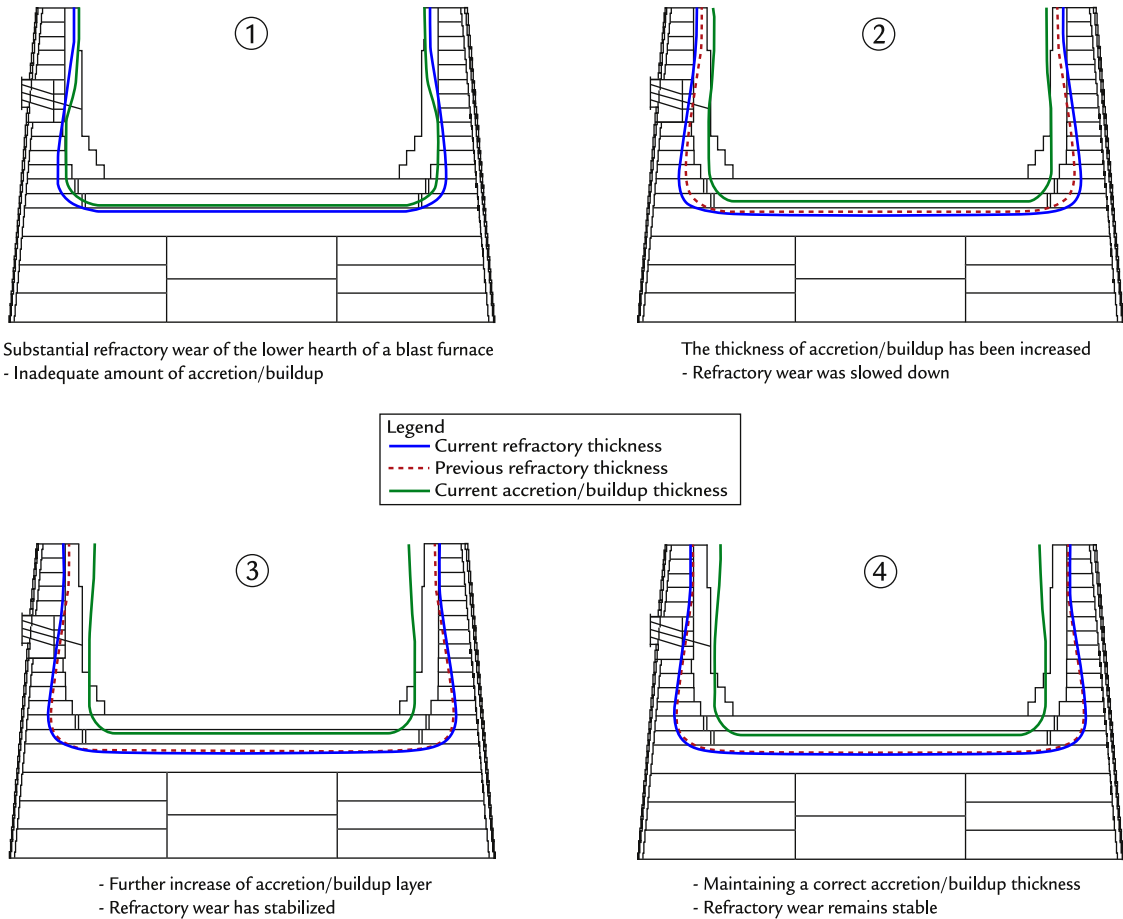 1
2
Substantial refractory wear of the lower hearth of a blast furnace
- Inadequate amount of accretion/buildup
The thickness of accretion/buildup has been increased
- Refractory wear was slowed down
Legend
Current refractory thickness
Previous refractory thickness
Current accretion/buildup thickness
3
4
- Further increase of accretion/buildup layer
- Refractory wear has stabilized
- Maintaining a correct accretion/buildup thickness
- Refractory wear remains stable